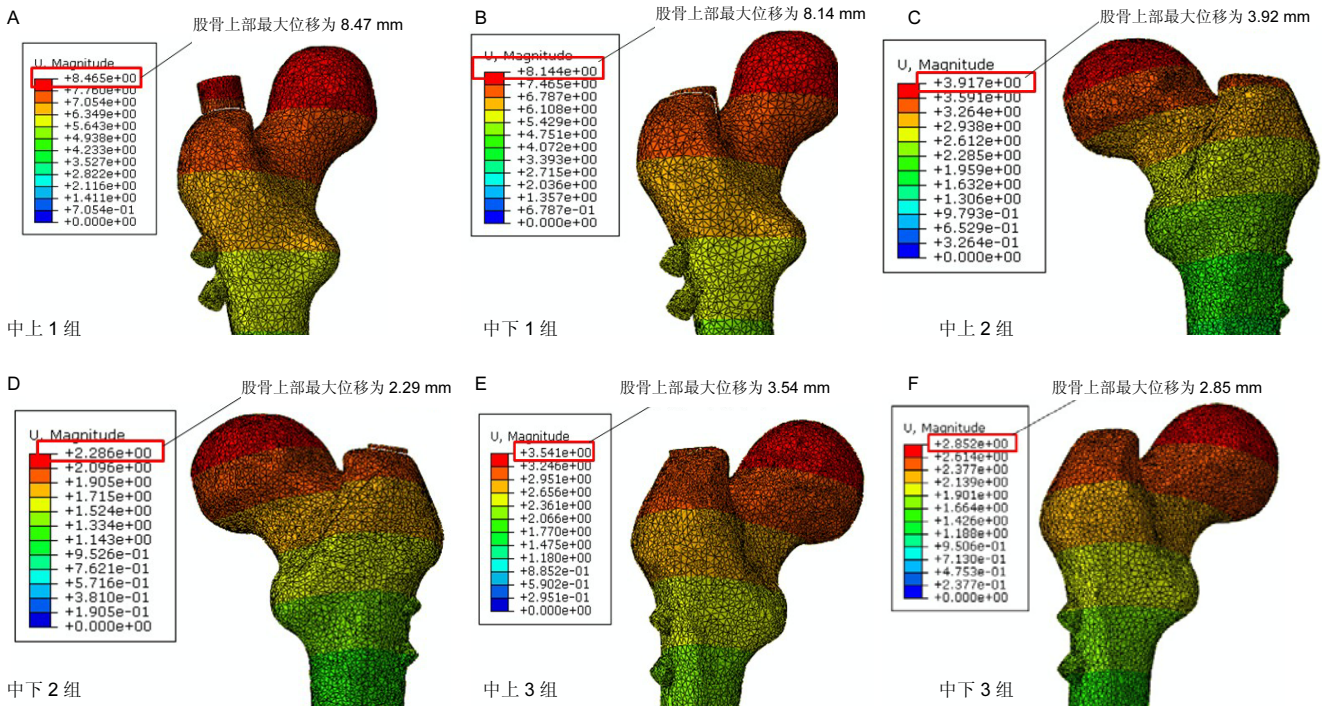 A
股骨上部最大位移为 8.47 mm
U, Magnitude
+8.465e+00
+7.760e+00
+7.054e+00
+6.349e+00
+5.643e+00
+4.938e+00
+4.233e+00
+3.527e+00
+2.822e+00
+2.116e+00
+1.411e+00
+7.054e-01
+0.000e+00
中上 1 组
B
股骨上部最大位移为 8.14 mm
U, Magnitude
+8.144e+00
+7.465e+00
+6.787e+00
+6.108e+00
+5.429e+00
+4.751e+00
+4.072e+00
+3.393e+00
+2.715e+00
+2.036e+00
+1.357e+00
+6.787e-01
+0.000e+00
中下 1 组
C
股骨上部最大位移为 3.92 mm
U, Magnitude
+3.917e+00
+3.591e+00
+3.264e+00
+2.938e+00
+2.612e+00
+2.285e+00
+1.959e+00
+1.632e+00
+1.306e+00
+9.793e-01
+6.529e-01
+3.264e-01
+0.000e+00
中上 2 组
D
股骨上部最大位移为 2.29 mm
U, Magnitude
+2.286e+00
+2.096e+00
+1.905e+00
+1.715e+00
+1.524e+00
+1.334e+00
+1.143e+00
+9.526e-01
+7.621e-01
+5.716e-01
+3.810e-01
+1.905e-01
+0.000e+00
中下 2 组
E
股骨上部最大位移为 3.54 mm
U, Magnitude
+3.541e+00
+3.246e+00
+2.951e+00
+2.656e+00
+2.361e+00
+2.066e+00
+1.770e+00
+1.475e+00
+1.180e+00
+8.852e-01
+5.902e-01
+2.951e-01
+0.000e+00
中上 3 组
F
股骨上部最大位移为 2.85 mm
U, Magnitude
+2.852e+00
+2.614e+00
+2.377e+00
+2.139e+00
+1.901e+00
+1.664e+00
+1.426e+00
+1.188e+00
+9.506e-01
+7.130e-01
+4.753e-01
+2.377e-01
+0.000e+00
中下 3 组